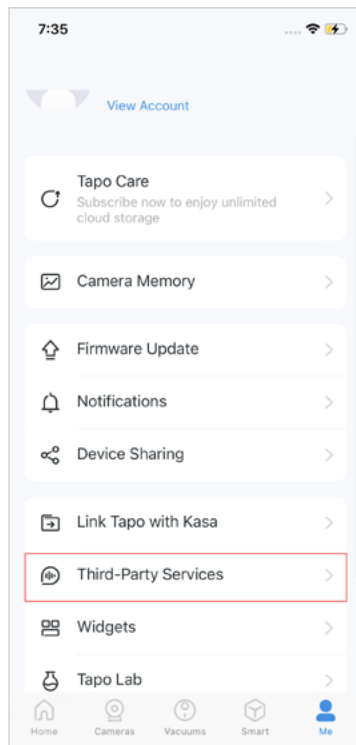 7:35
View Account
Tapo Care
Subscribe now to enjoy unlimited
cloud storage
Camera Memory
Firmware Update
Notifications
Device Sharing
Link Tapo with Kasa
Third-Party Services
Widgets
Tapo Lab
Home Cameras Vacuums Smart Me